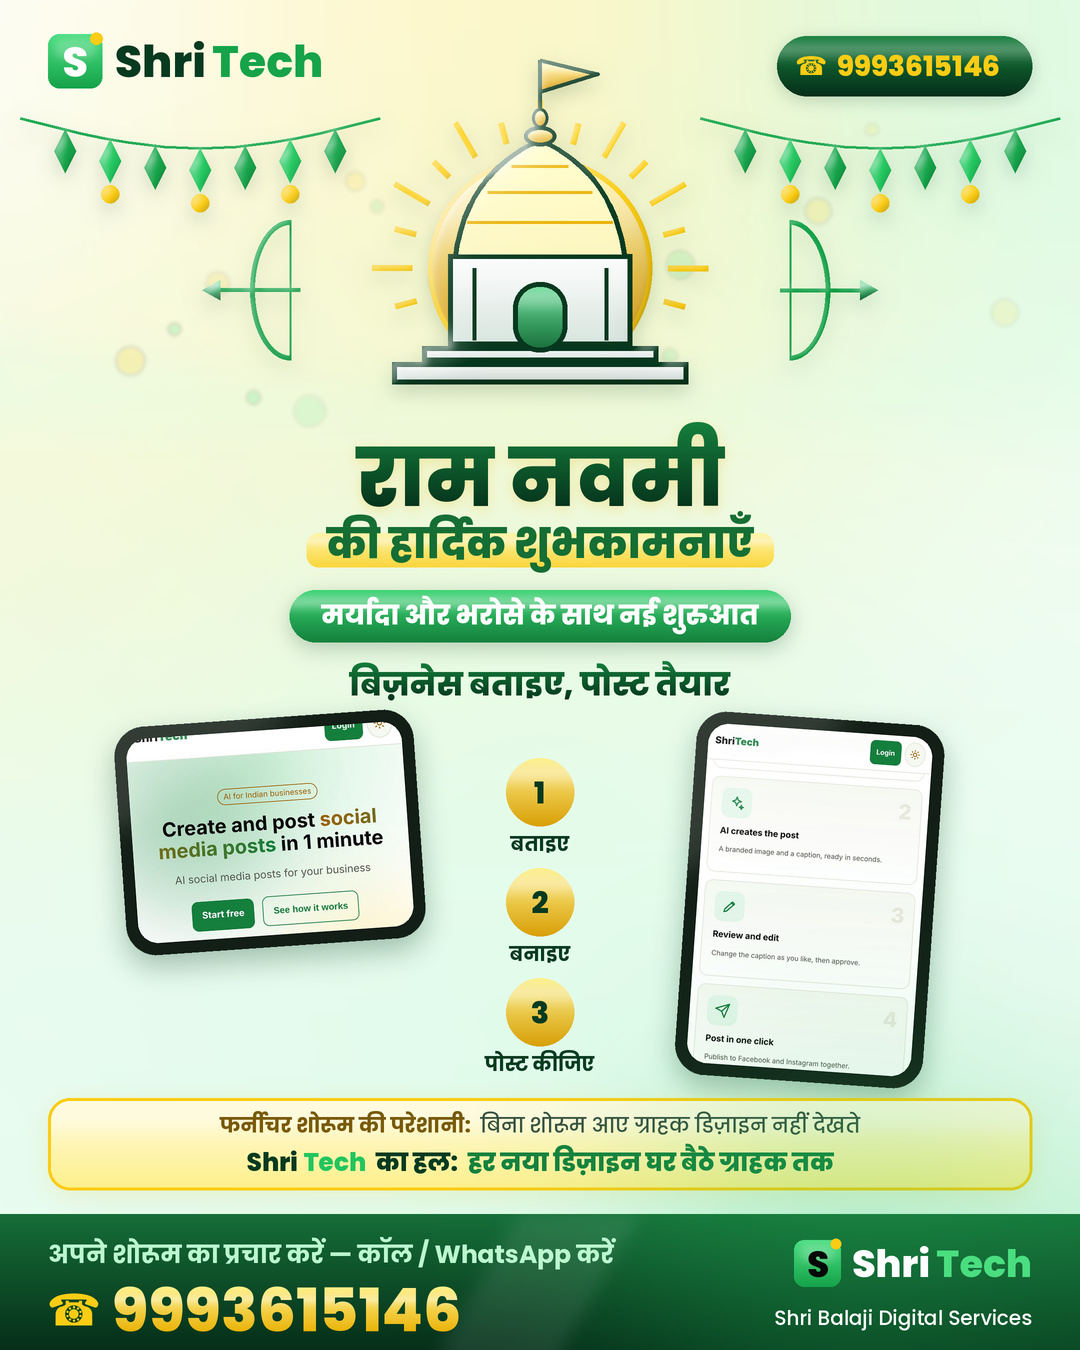 S Shri Tech
☎ 9993615146
राम नवमी
की हार्दिक शुभकामनाएँ
मर्यादा और भरोसे के साथ नई शुरुआत
बिज़नेस बताइए, पोस्ट तैयार
ShriTech
Login
AI for Indian businesses
Create and post social
media posts in 1 minute
AI social media posts for your business
Start free
See how it works
1
बताइए
2
बनाइए
3
पोस्ट कीजिए
ShriTech
Login
2
AI creates the post
A branded image and a caption, ready in seconds.
3
Review and edit
Change the caption as you like, then approve.
4
Post in one click
Publish to Facebook and Instagram together.
फर्नीचर शोरूम की परेशानी: बिना शोरूम आए ग्राहक डिज़ाइन नहीं देखते
Shri Tech का हल: हर नया डिज़ाइन घर बैठे ग्राहक तक
अपने शोरूम का प्रचार करें — कॉल / WhatsApp करें
☎ 9993615146
S Shri Tech
Shri Balaji Digital Services